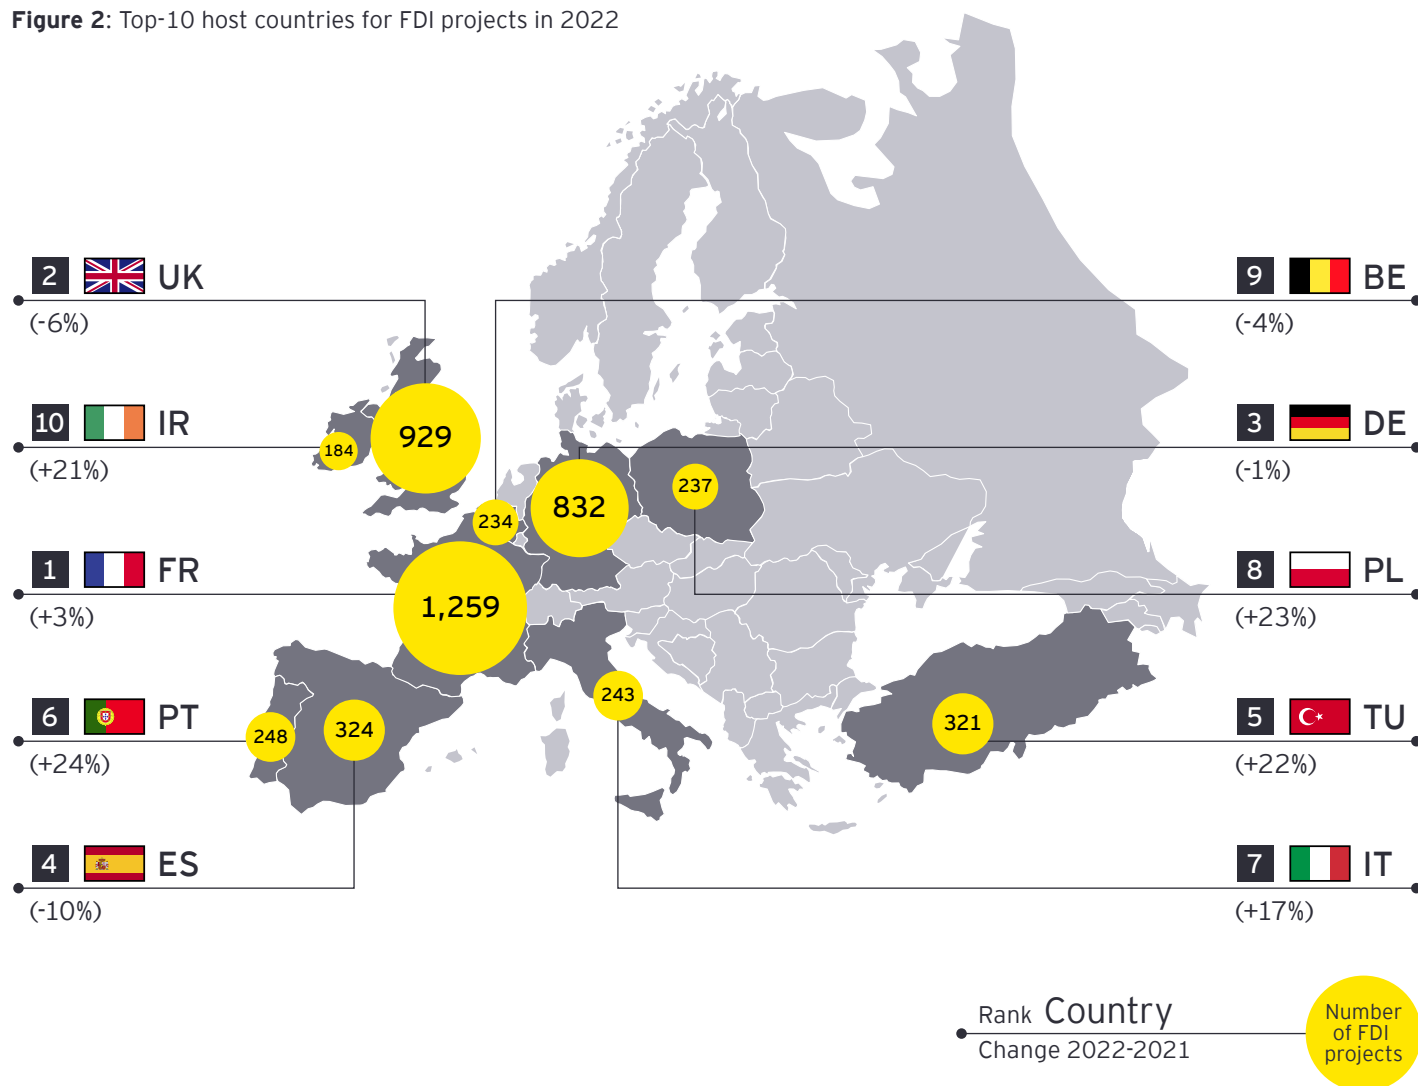 Figure 2: Top-10 host countries for FDI projects in 2022
2 UK
(-6%)
10 IR
(+21%)
1 FR
(+3%)
6 PT
(+24%)
4 ES
(-10%)
929
184
234
832
237
1,259
248
324
243
321
9 BE
(-4%)
3 DE
(-1%)
8 PL
(+23%)
5 TU
(+22%)
7 IT
(+17%)
Rank Country
Change 2022-2021
Number
of FDI
projects